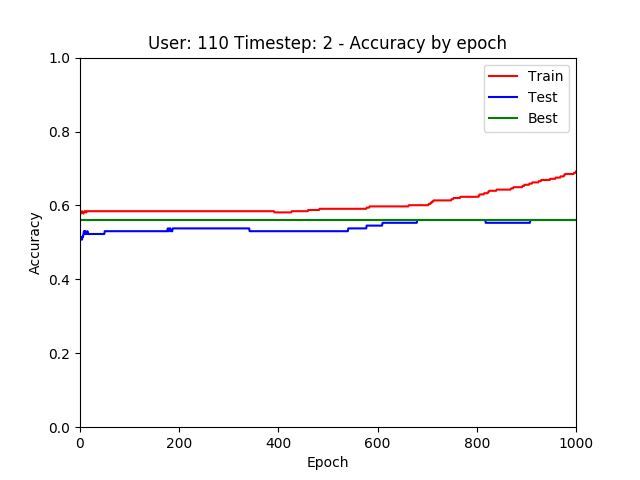 User: 110 Timestep: 2 - Accuracy by epoch
Train
Test
Best
Accuracy
1.0
0.8
0.6
0.4
0.2
0.0
0 200 400 600 800 1000
Epoch